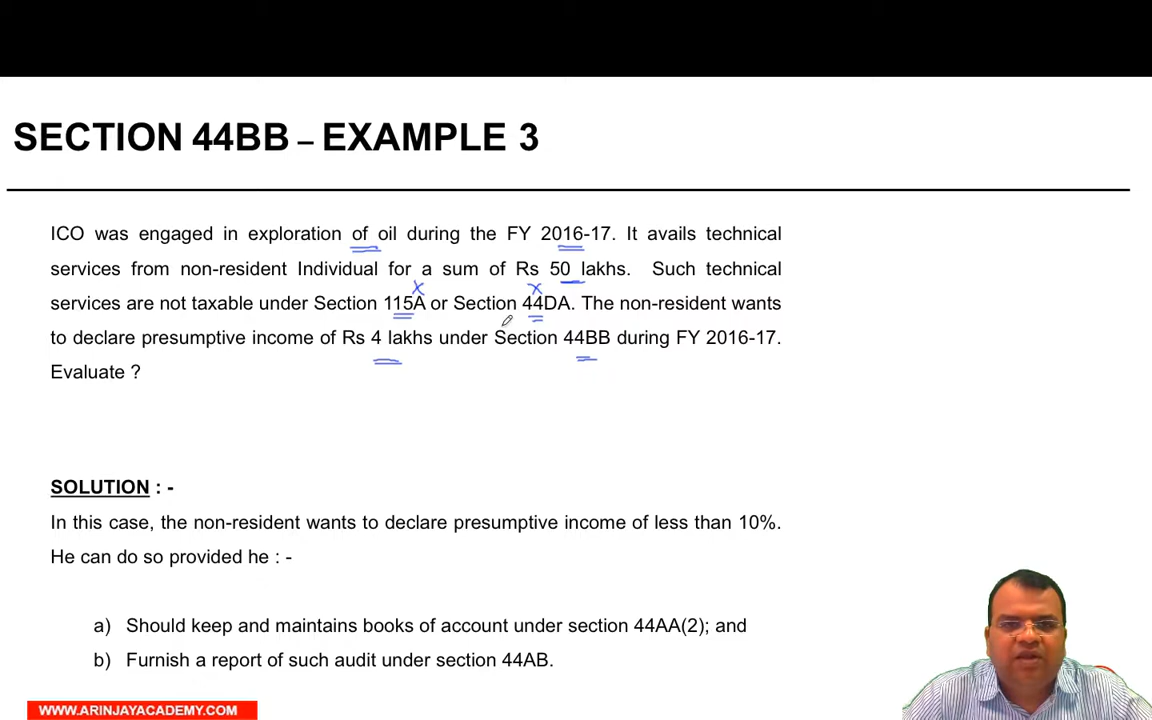 SECTION 44BB – EXAMPLE 3
ICO was engaged in exploration of oil during the FY 2016-17. It avails technical
services from non-resident Individual for a sum of Rs 50 lakhs. Such technical
services are not taxable under Section 115A or Section 44DA. The non-resident wants
to declare presumptive income of Rs 4 lakhs under Section 44BB during FY 2016-17.
Evaluate ?
SOLUTION : -
In this case, the non-resident wants to declare presumptive income of less than 10%.
He can do so provided he : -
a) Should keep and maintains books of account under section 44AA(2); and
b) Furnish a report of such audit under section 44AB.
WWW.ARINJAYACADEMY.COM